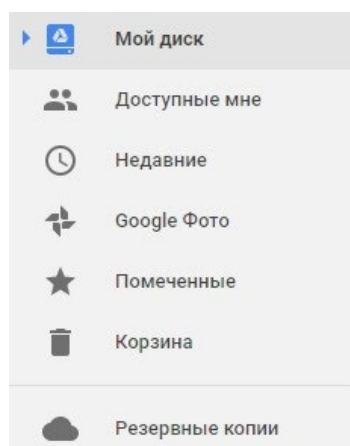 Мой диск
Доступные мне
Недавние
Google Фото
Помеченные
Корзина
Резервные копии